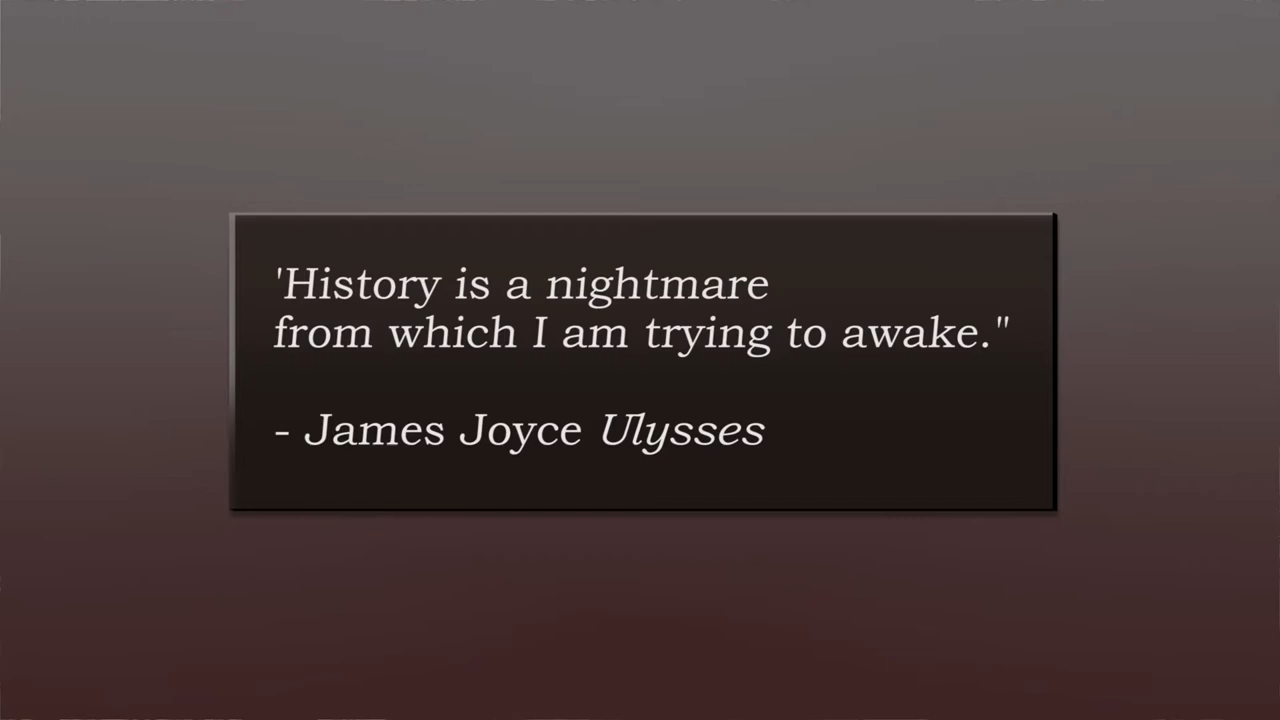 'History is a nightmare
from which I am trying to awake."
- James Joyce Ulysses